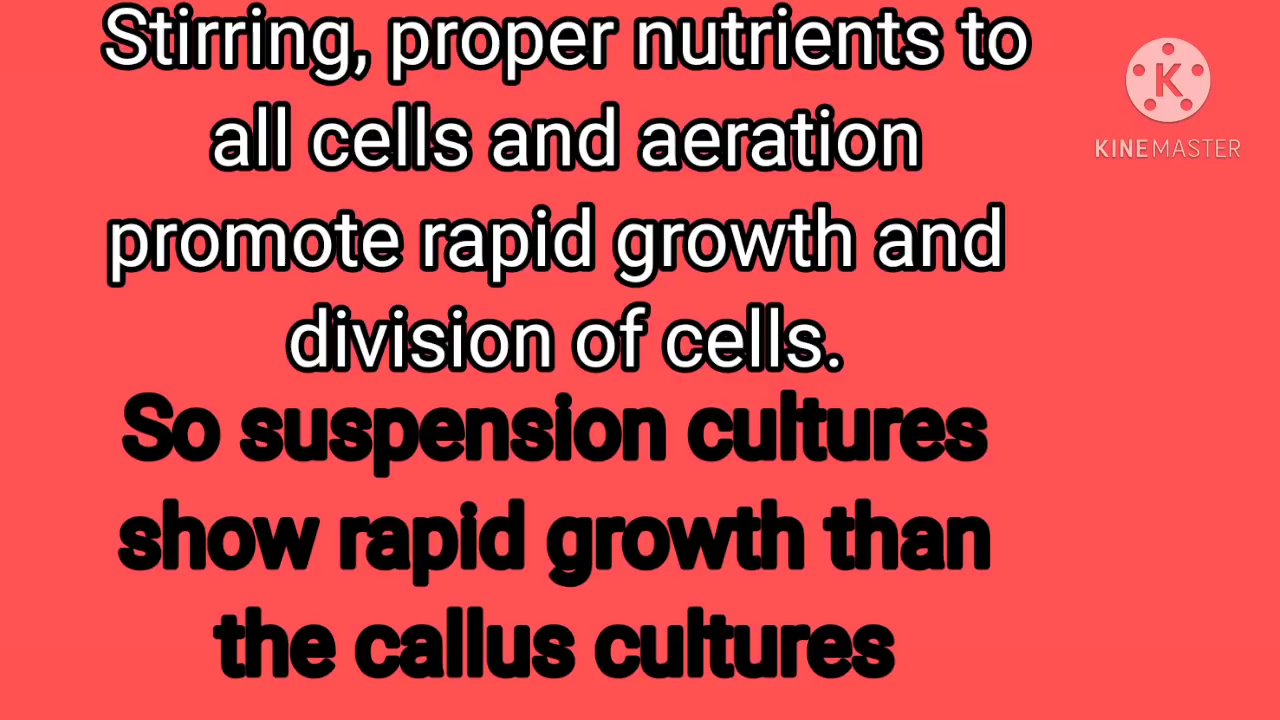 Stirring, proper nutrients to
all cells and aeration
promote rapid growth and
division of cells.
So suspension cultures
show rapid growth than
the callus cultures
K
KINEMASTER